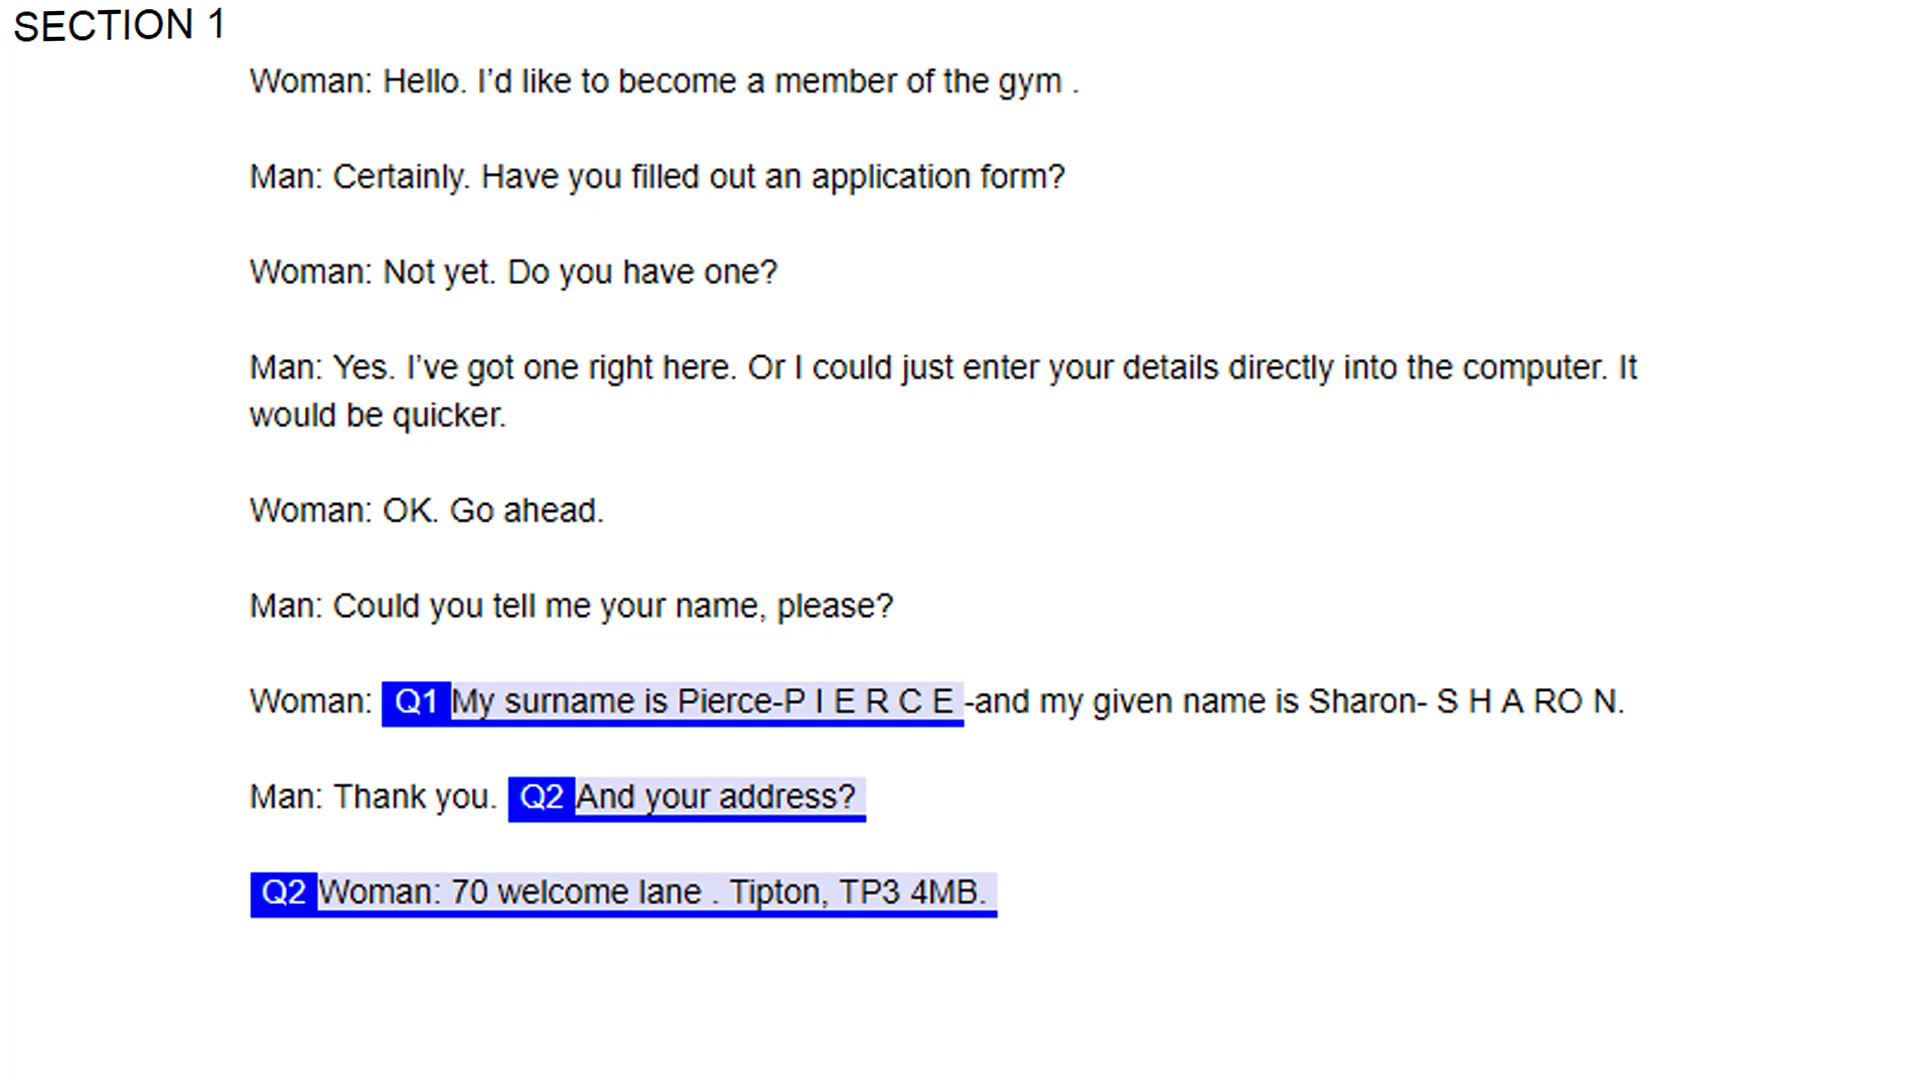 SECTION 1
Woman: Hello. I’d like to become a member of the gym .
Man: Certainly. Have you filled out an application form?
Woman: Not yet. Do you have one?
Man: Yes. I’ve got one right here. Or I could just enter your details directly into the computer. It
would be quicker.
Woman: OK. Go ahead.
Man: Could you tell me your name, please?
Woman: Q1 My surname is Pierce-P I E R C E -and my given name is Sharon- S H A RO N.
Man: Thank you. Q2 And your address?
Q2 Woman: 70 welcome lane . Tipton, TP3 4MB.